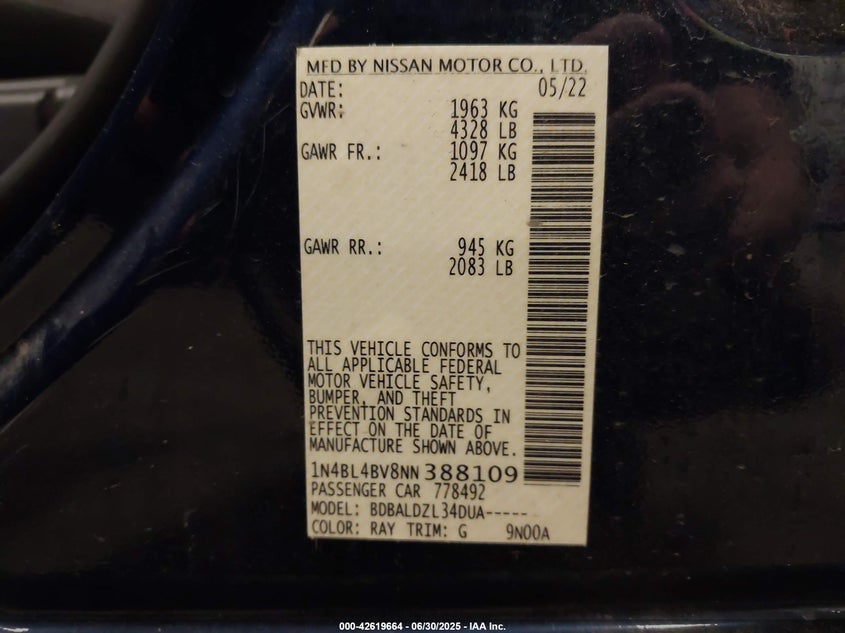 MFD BY NISSAN MOTOR CO., LTD.
DATE: 05/22
GVWR: 1963 KG
4328 LB
GAWR FR.: 1097 KG
2418 LB
GAWR RR.: 945 KG
2083 LB
THIS VEHICLE CONFORMS TO
ALL APPLICABLE FEDERAL
MOTOR VEHICLE SAFETY,
BUMPER, AND THEFT
PREVENTION STANDARDS IN
EFFECT ON THE DATE OF
MANUFACTURE SHOWN ABOVE.
1N4BL4BV8NN388109
PASSENGER CAR 778492
MODEL: BDBALDZL34DUA-----
COLOR: RAY TRIM: G 9N00A
000-42619664 - 06/30/2025 - IAA Inc.